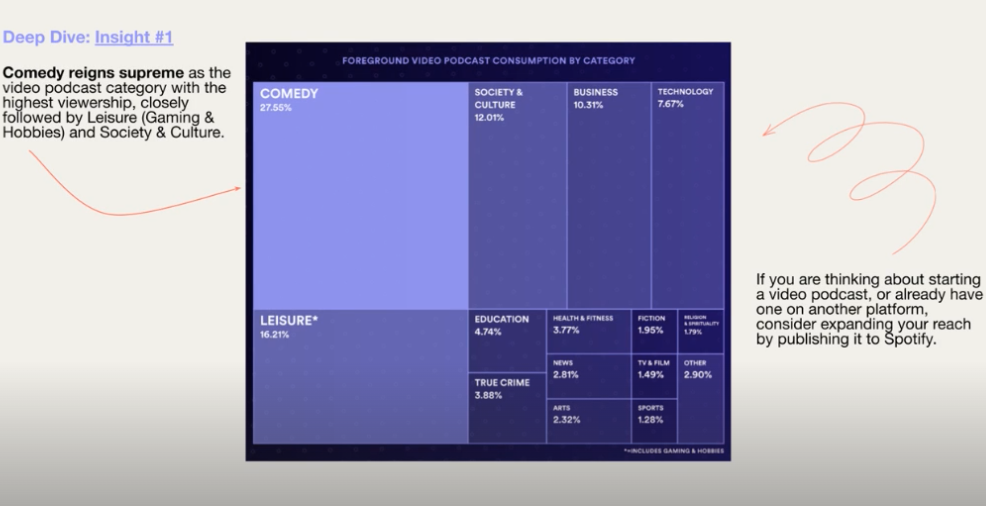 Deep Dive: Insight #1
Comedy reigns supreme as the
video podcast category with the
highest viewership, closely
followed by Leisure (Gaming &
Hobbies) and Society & Culture.
FOREGROUND VIDEO PODCAST CONSUMPTION BY CATEGORY
COMEDY
27.55%
SOCIETY &
CULTURE
12.01%
BUSINESS
10.31%
TECHNOLOGY
7.67%
LEISURE*
16.21%
EDUCATION
4.74%
TRUE CRIME
3.88%
HEALTH & FITNESS
3.77%
NEWS
2.81%
ARTS
2.32%
FICTION
1.95%
TV & FILM
1.49%
SPORTS
1.28%
RELIGION
& SPIRITUALITY
1.79%
OTHER
2.90%
*=INCLUDES GAMING & HOBBIES
If you are thinking about starting
a video podcast, or already have
one on another platform,
consider expanding your reach
by publishing it to Spotify.